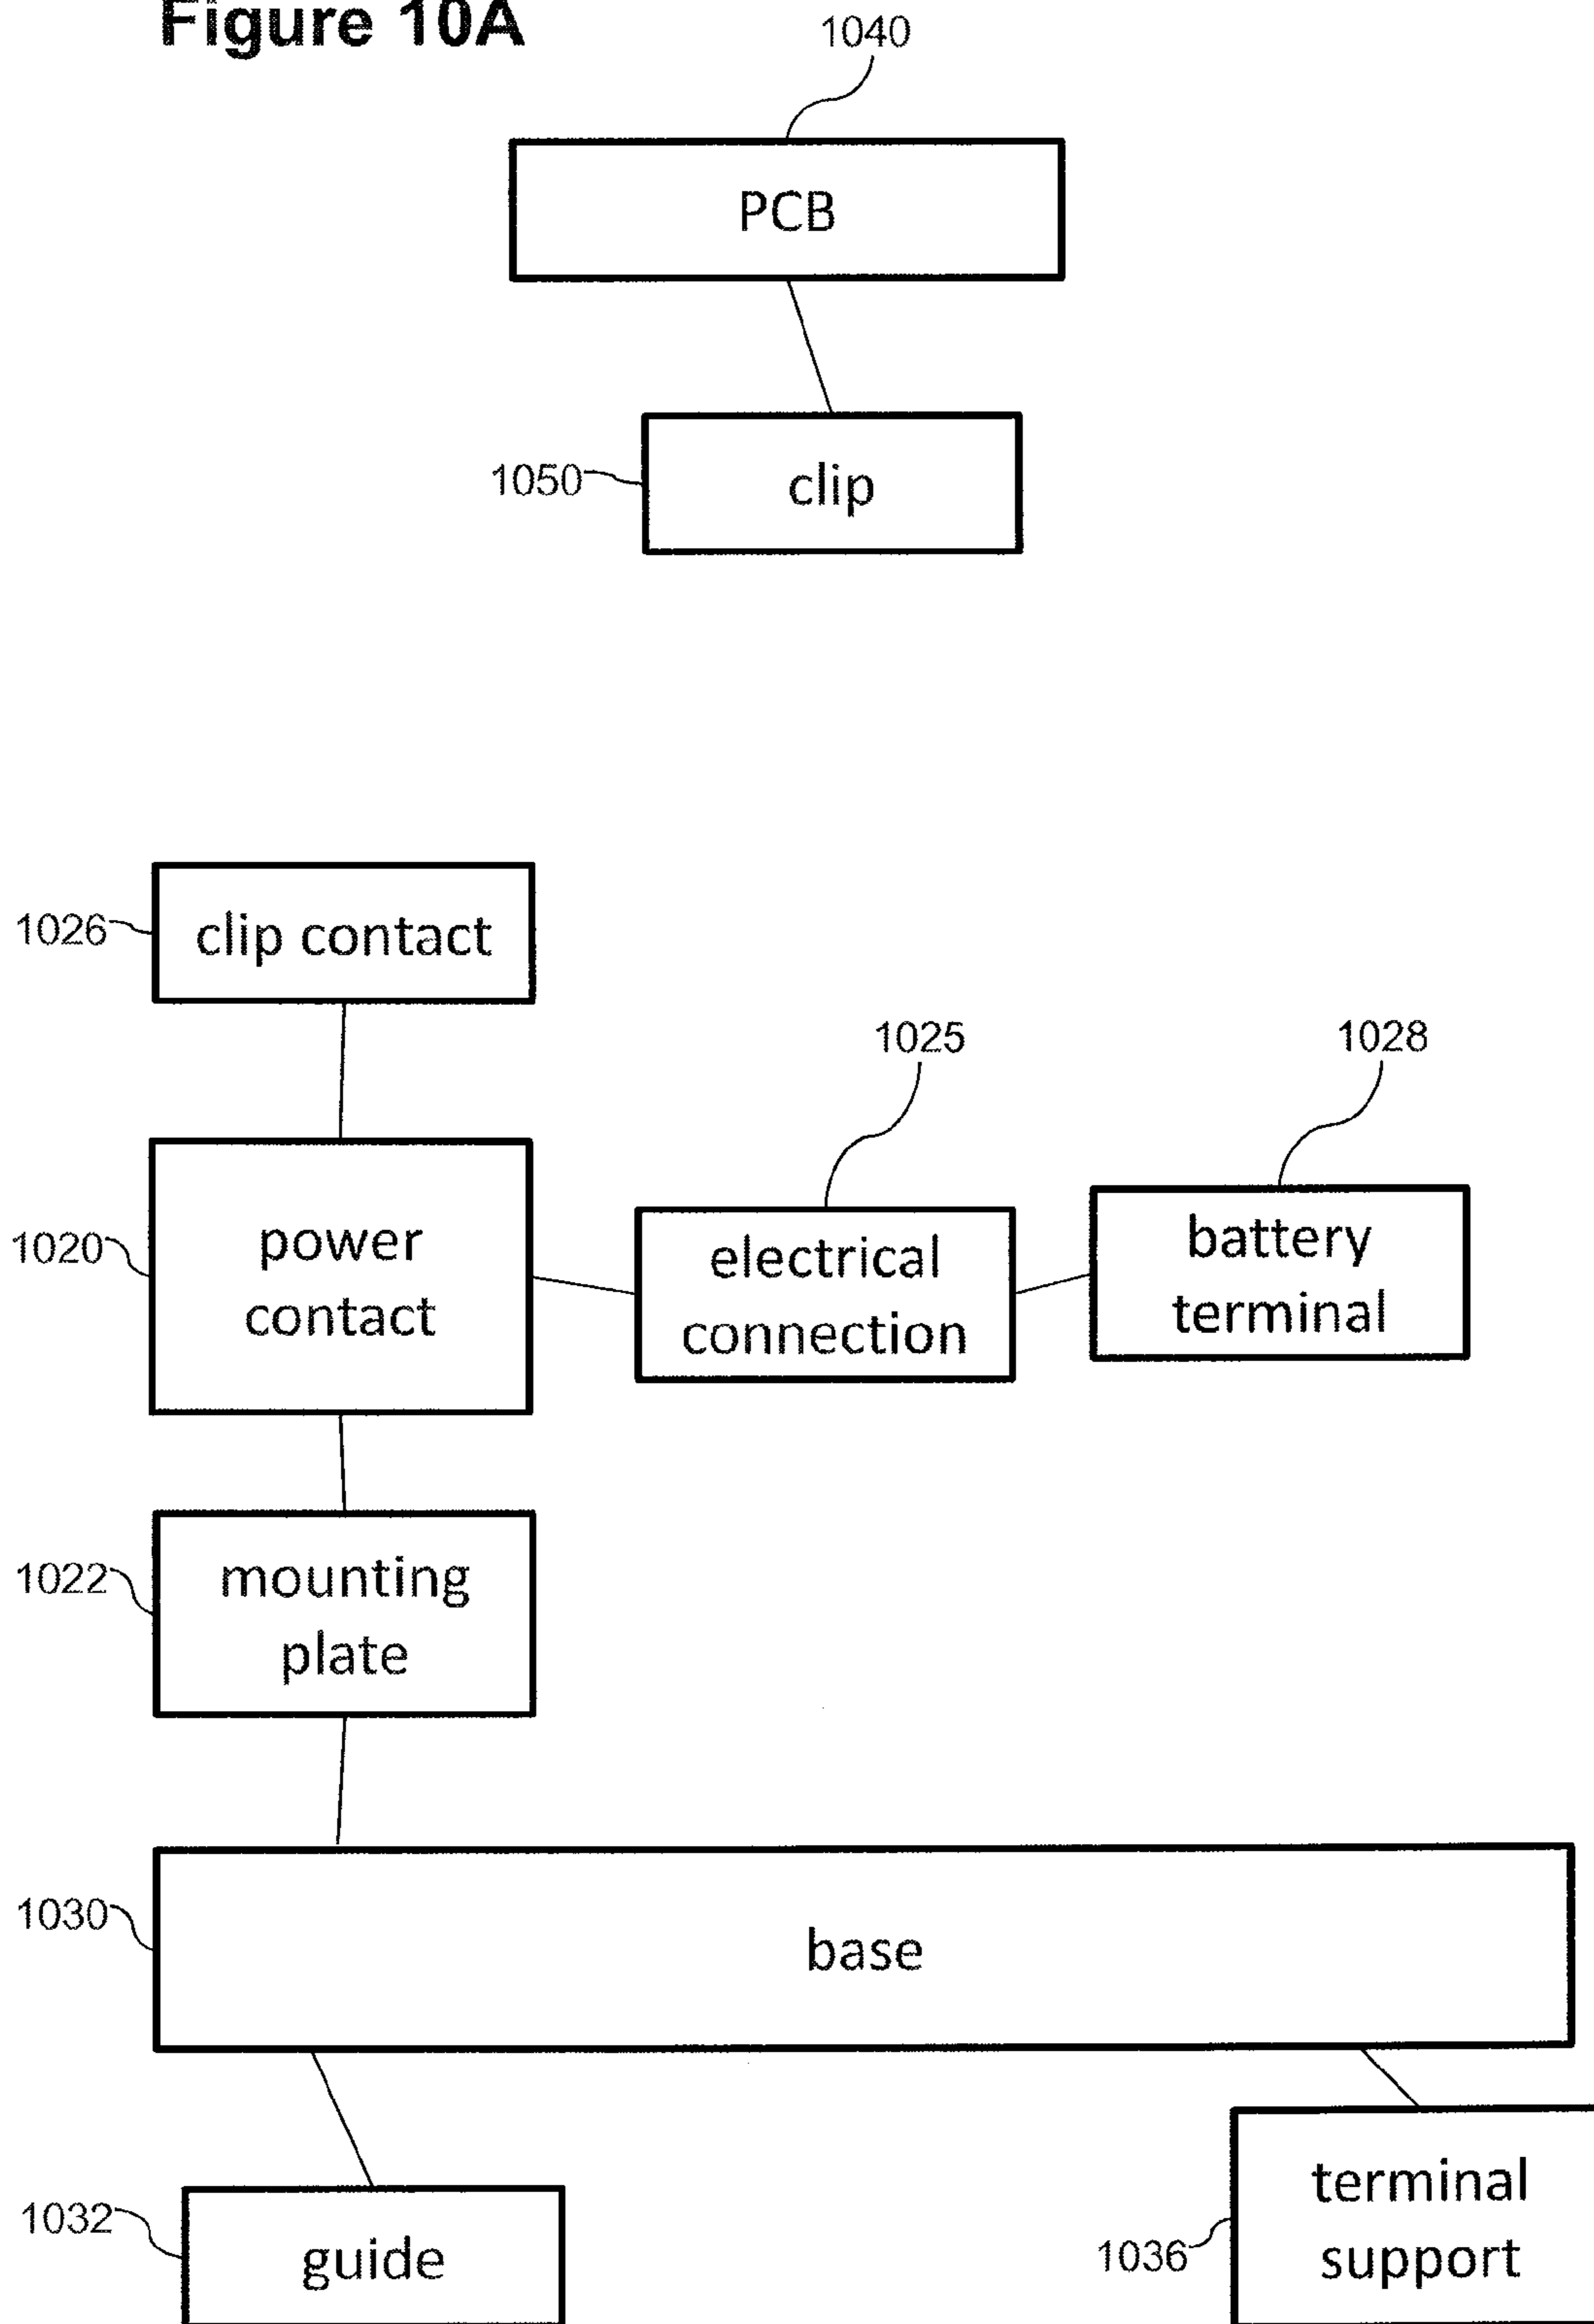 Figure 10A
1040
PCB
1050
clip
1026
clip contact
1025
1028
1020
power
contact
electrical
connection
battery
terminal
1022
mounting
plate
1030
base
1032
guide
1036
terminal
support